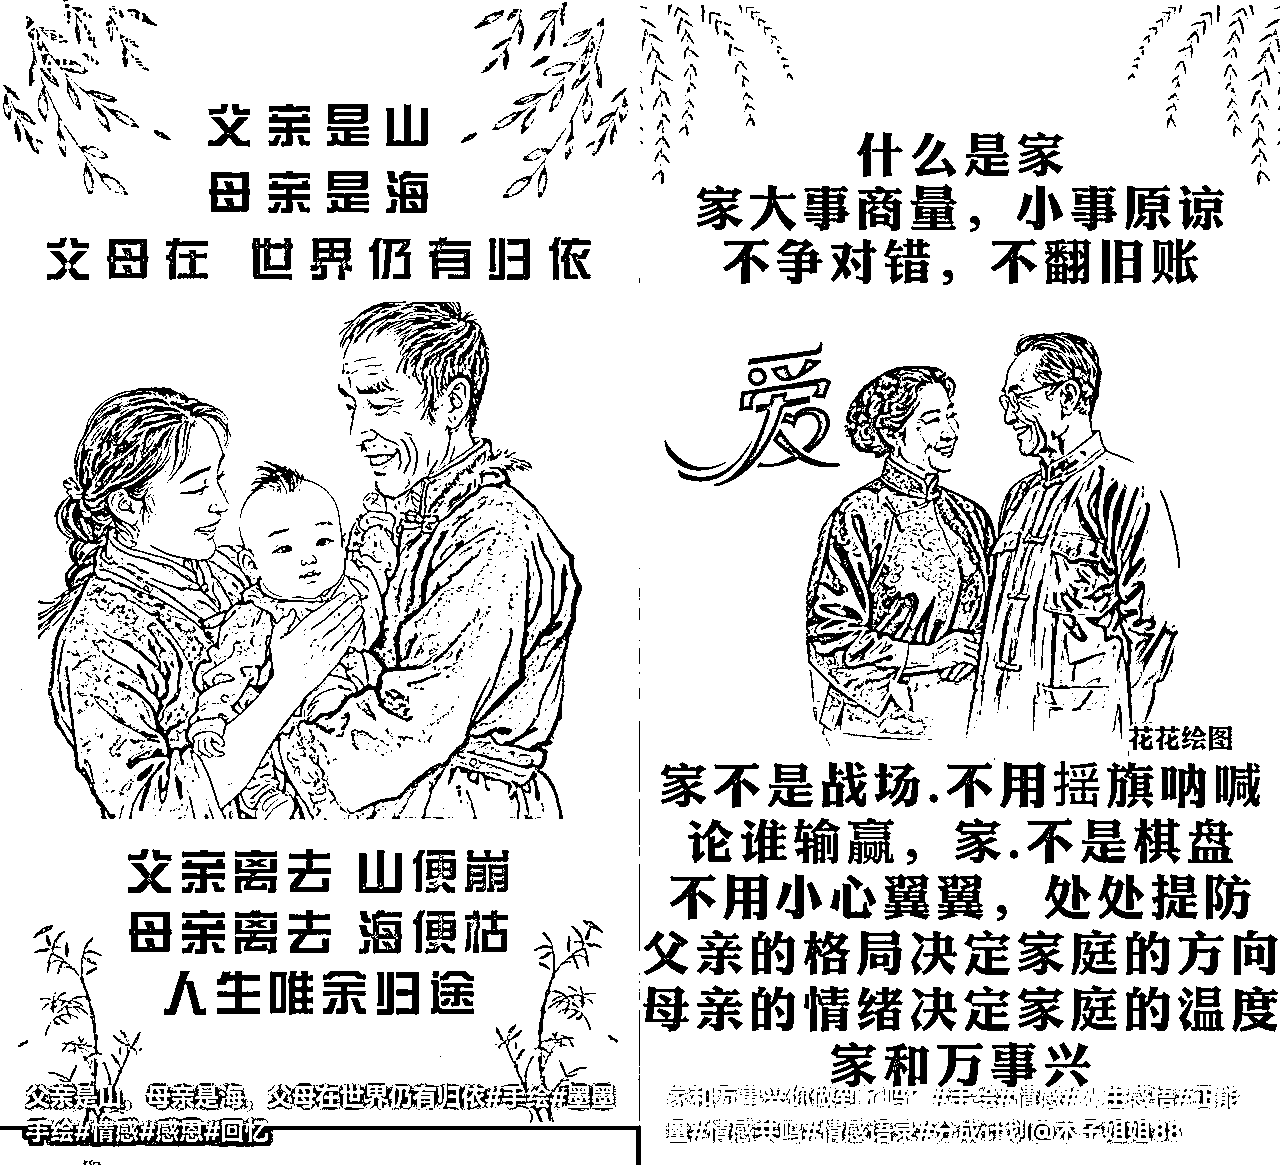 父亲是山
母亲是海
父母在 世界仍有归依
父亲离去 山便崩
母亲离去 海便枯
人生唯余归途
父亲是山，母亲是海，父母在世界仍有归依#手绘#墨墨
手绘#情感#感恩#回忆
什么是家
家大事商量，小事原谅
不争对错，不翻旧账
爱
花花绘图
家不是战场.不用摇旗呐喊
论谁输赢，家.不是棋盘
不用小心翼翼，处处提防
父亲的格局决定家庭的方向
母亲的情绪决定家庭的温度
家和万事兴
家和万事兴你做到了吗？#手绘#情感#人生感悟#正能
量#情感共鸣#情感语录#分成计划@木子姐姐88